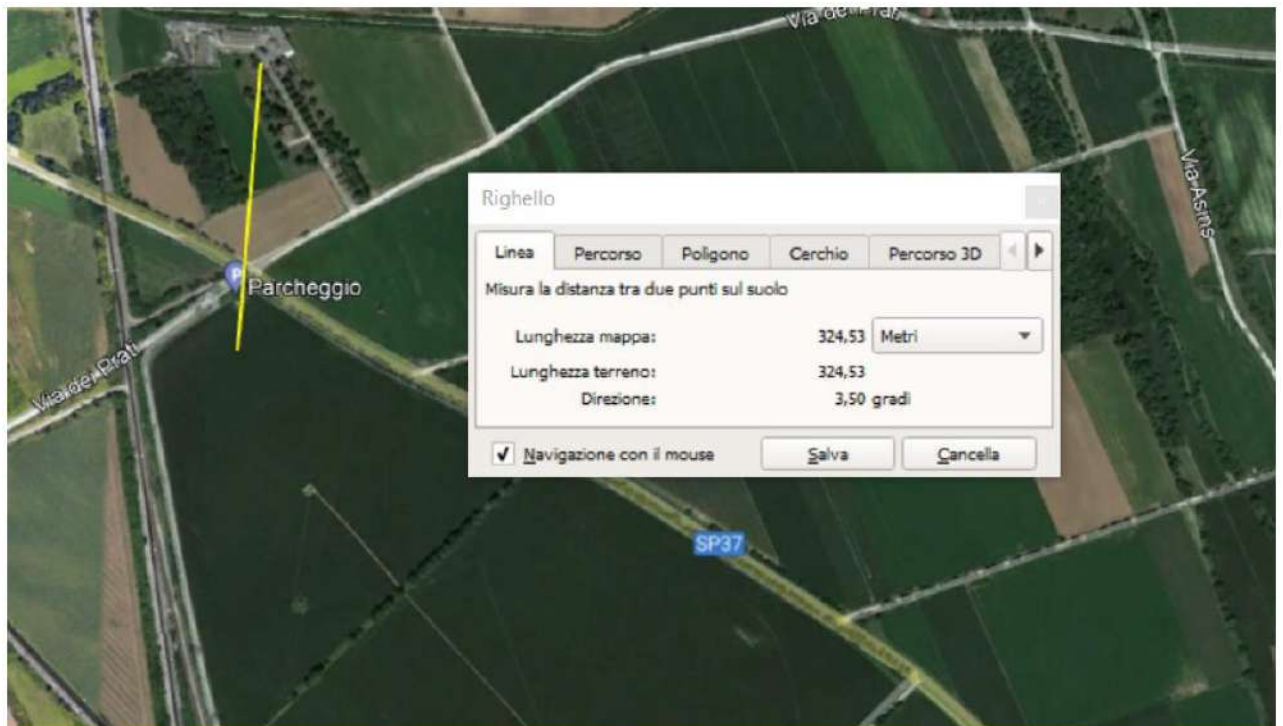 Via dei Prati
Via Asins
Righello
Linea Percorso Poligono Cerchio Percorso 3D
Misura la distanza tra due punti sul suolo
Lunghezza mappa: 324,53 Metri
Lunghezza terreno: 324,53
Direzione: 3,50 gradi
Navigazione con il mouse Salva Cancella
P
Parcheggio
Via dei Prati
SP37